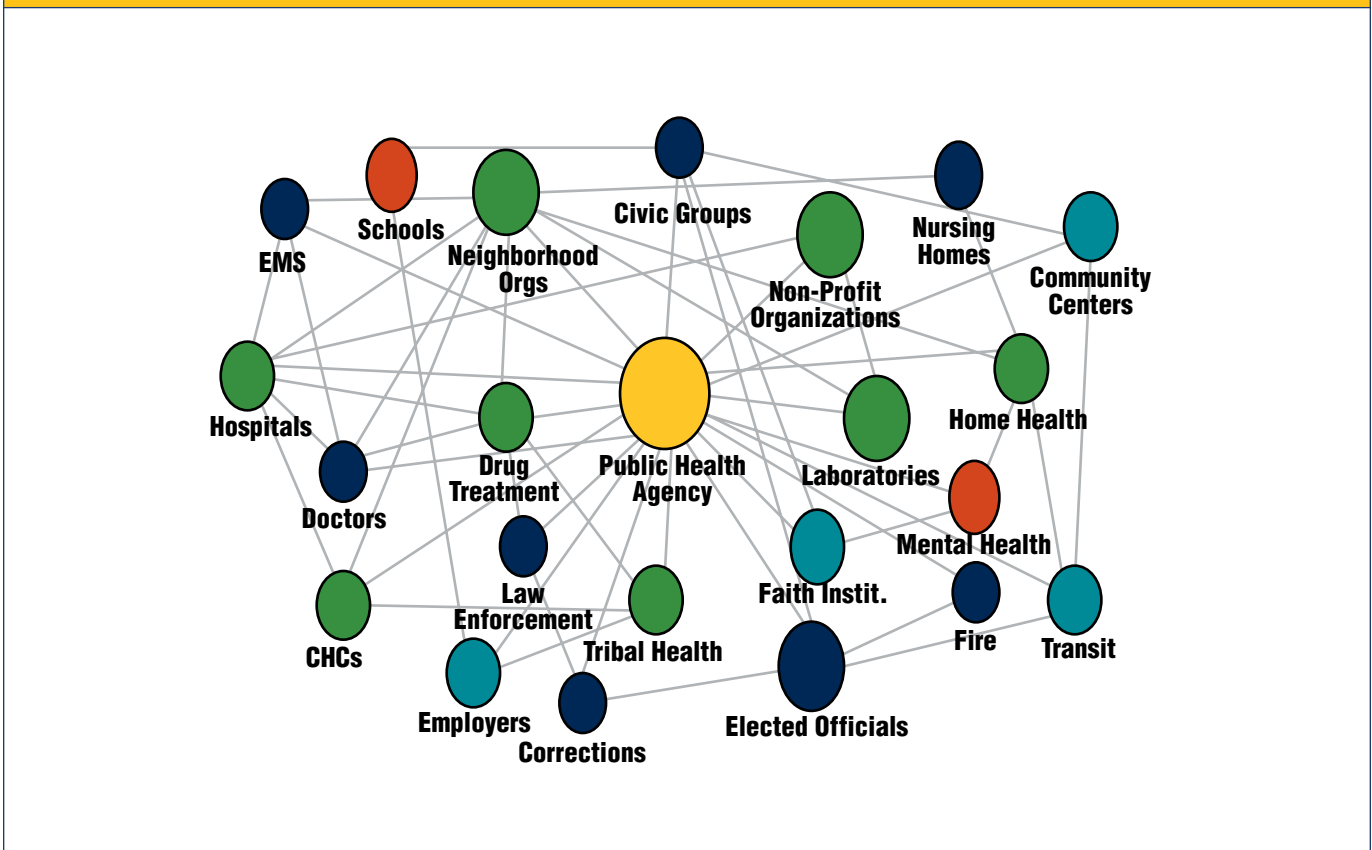 Civic Groups
Schools
Nursing
Homes
EMS
Neighborhood
Orgs
Community
Centers
Non-Profit
Organizations
Hospitals
Home Health
Drug
Treatment
Public Health
Agency
Laboratories
Doctors
Mental Health
Law
Enforcement
Faith Instit.
CHCs
Tribal Health
Fire
Transit
Employers
Elected Officials
Corrections